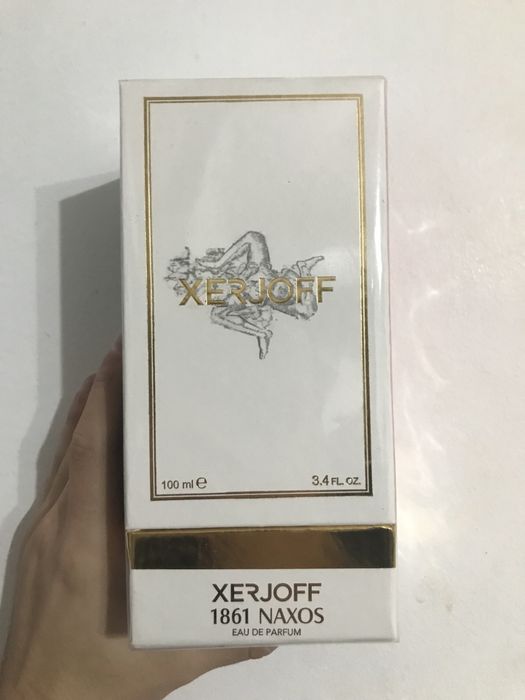 XERJOFF
100 ml e 3,4 FL. OZ.
XERJOFF
1861 NAXOS
EAU DE PARFUM